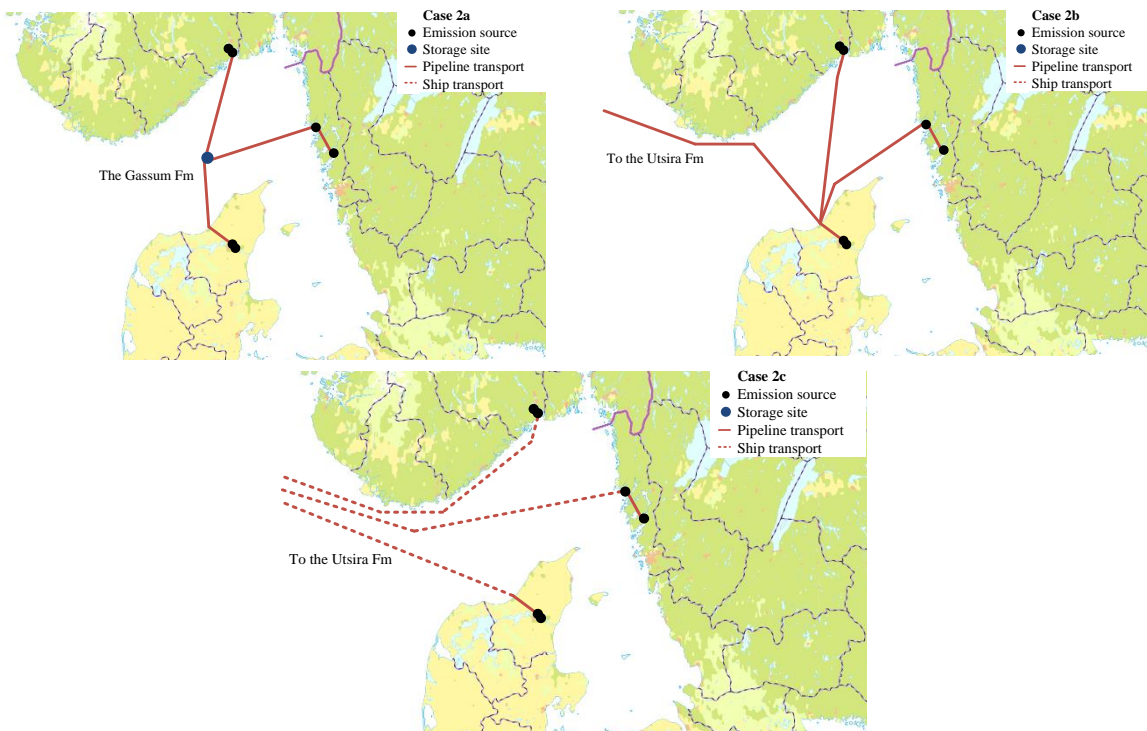 Case 2a
Emission source
Storage site
Pipeline transport
Ship transport
The Gassum Fm
Case 2b
Emission source
Storage site
Pipeline transport
Ship transport
To the Utsira Fm
Case 2c
Emission source
Storage site
Pipeline transport
Ship transport
To the Utsira Fm